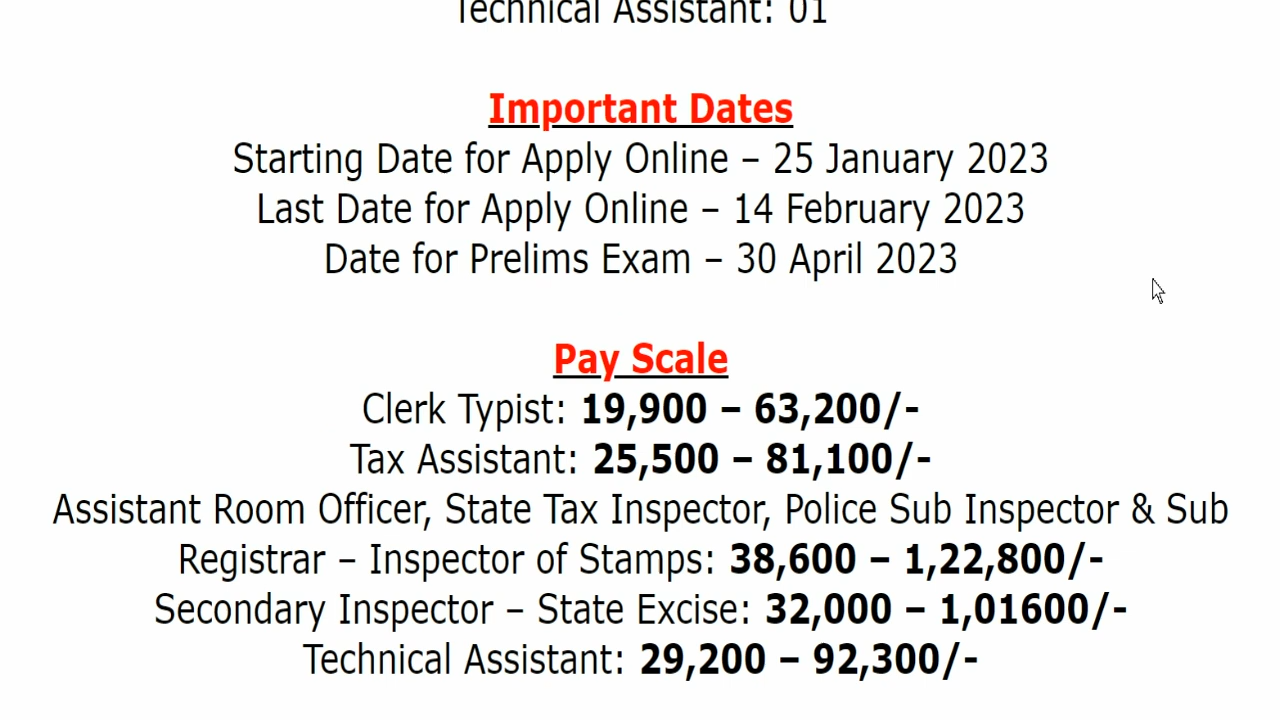 Technical Assistant: 01
Important Dates
Starting Date for Apply Online – 25 January 2023
Last Date for Apply Online – 14 February 2023
Date for Prelims Exam – 30 April 2023
Pay Scale
Clerk Typist: 19,900 – 63,200/-
Tax Assistant: 25,500 – 81,100/-
Assistant Room Officer, State Tax Inspector, Police Sub Inspector & Sub
Registrar – Inspector of Stamps: 38,600 – 1,22,800/-
Secondary Inspector – State Excise: 32,000 – 1,01600/-
Technical Assistant: 29,200 – 92,300/-